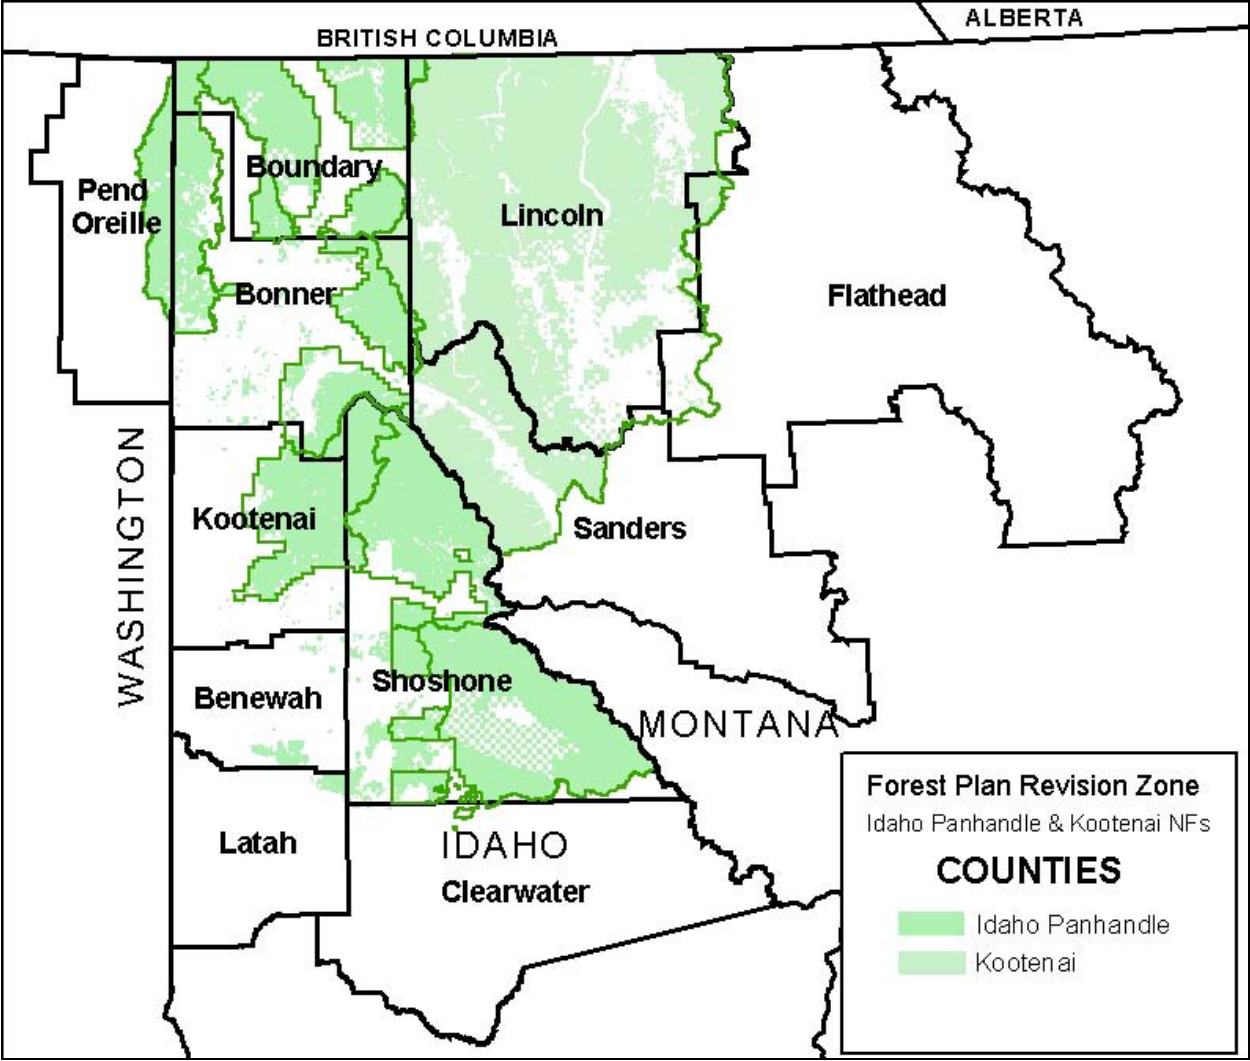 ALBERTA
BRITISH COLUMBIA
Boundary
Pend
Oreille
Lincoln
Bonner
Flathead
WASHINGTON
Kootenai
Sanders
Shoshone
Benewah
MONTANA
Latah
IDAHO
Clearwater
Forest Plan Revision Zone
Idaho Panhandle & Kootenai NFs
COUNTIES
Idaho Panhandle
Kootenai